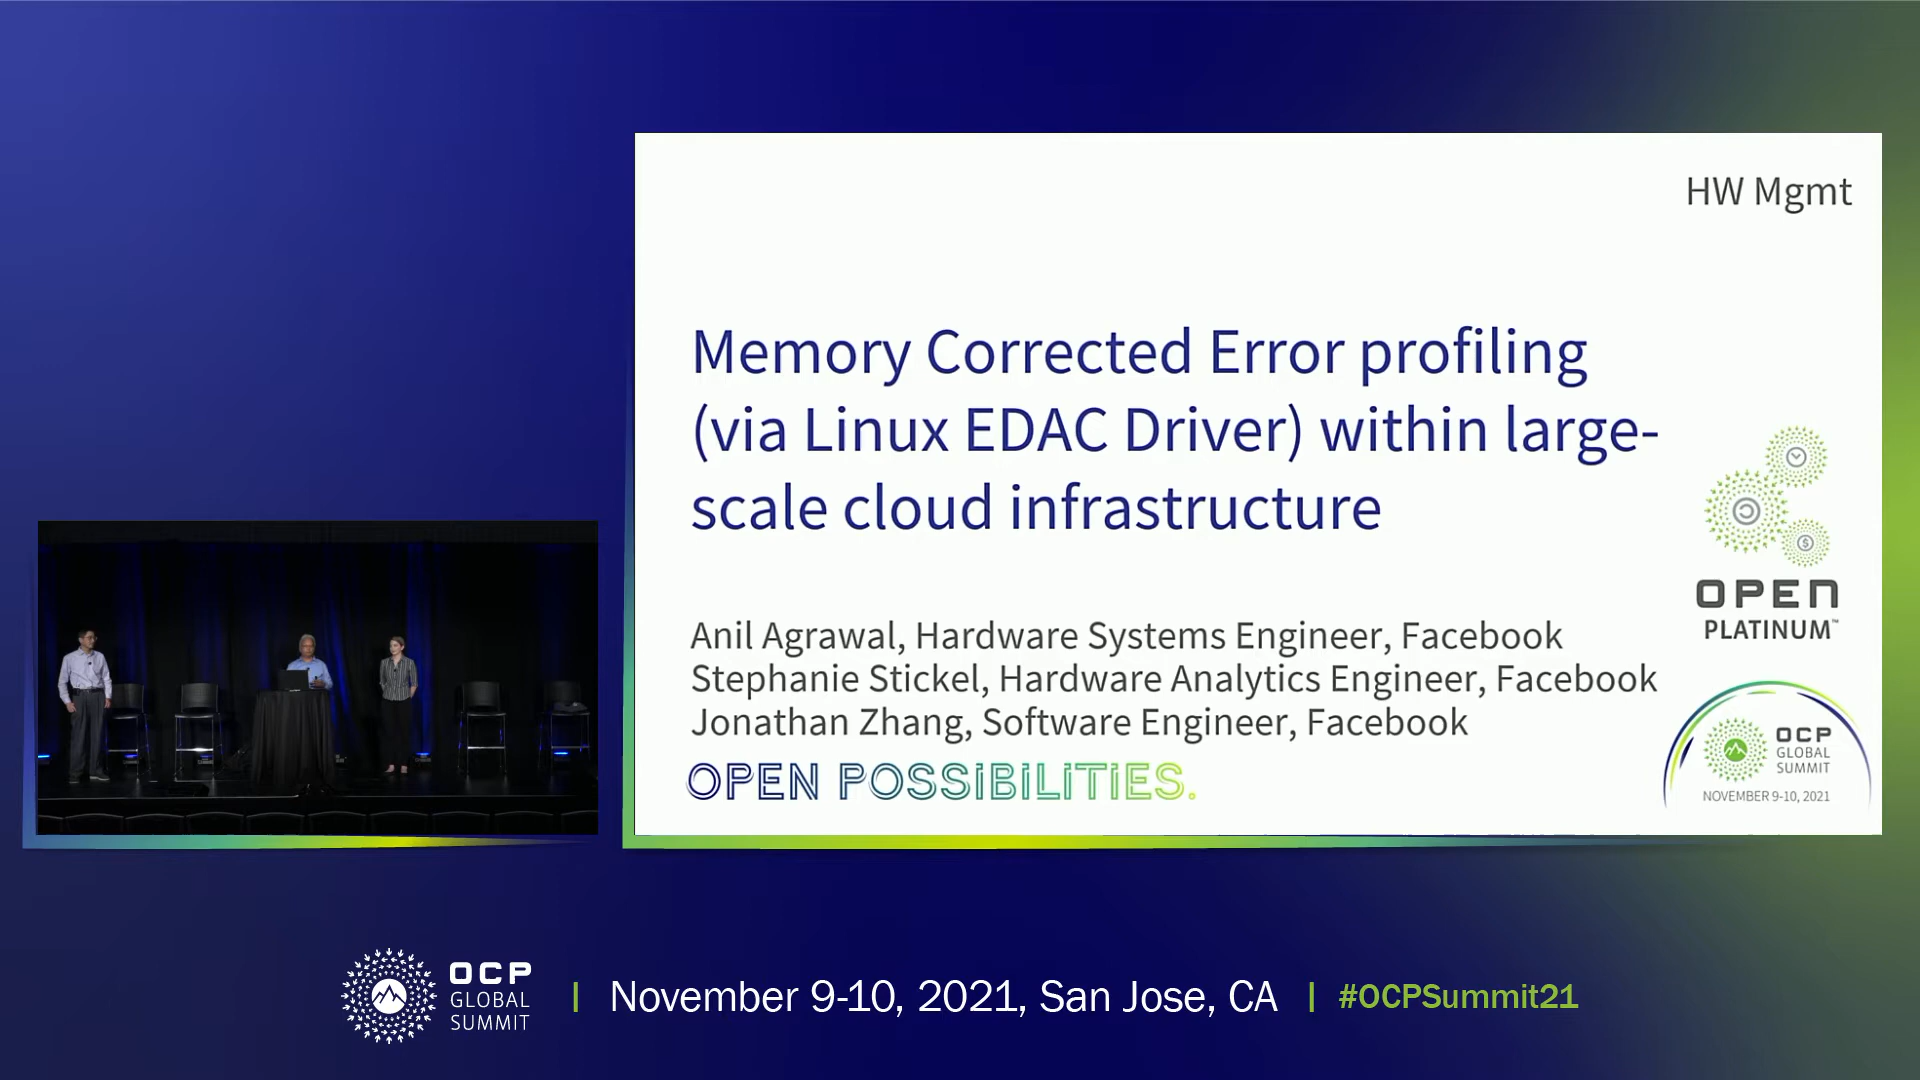 HW Mgmt
Memory Corrected Error profiling
(via Linux EDAC Driver) within large-
scale cloud infrastructure
Anil Agrawal, Hardware Systems Engineer, Facebook
Stephanie Stickel, Hardware Analytics Engineer, Facebook
Jonathan Zhang, Software Engineer, Facebook
OPEN POSSIBILITIES.
OPEN
PLATINUM™
OCP
GLOBAL
SUMMIT
NOVEMBER 9-10, 2021
OCP
GLOBAL
SUMMIT
November 9-10, 2021, San Jose, CA
#OCPSummit21